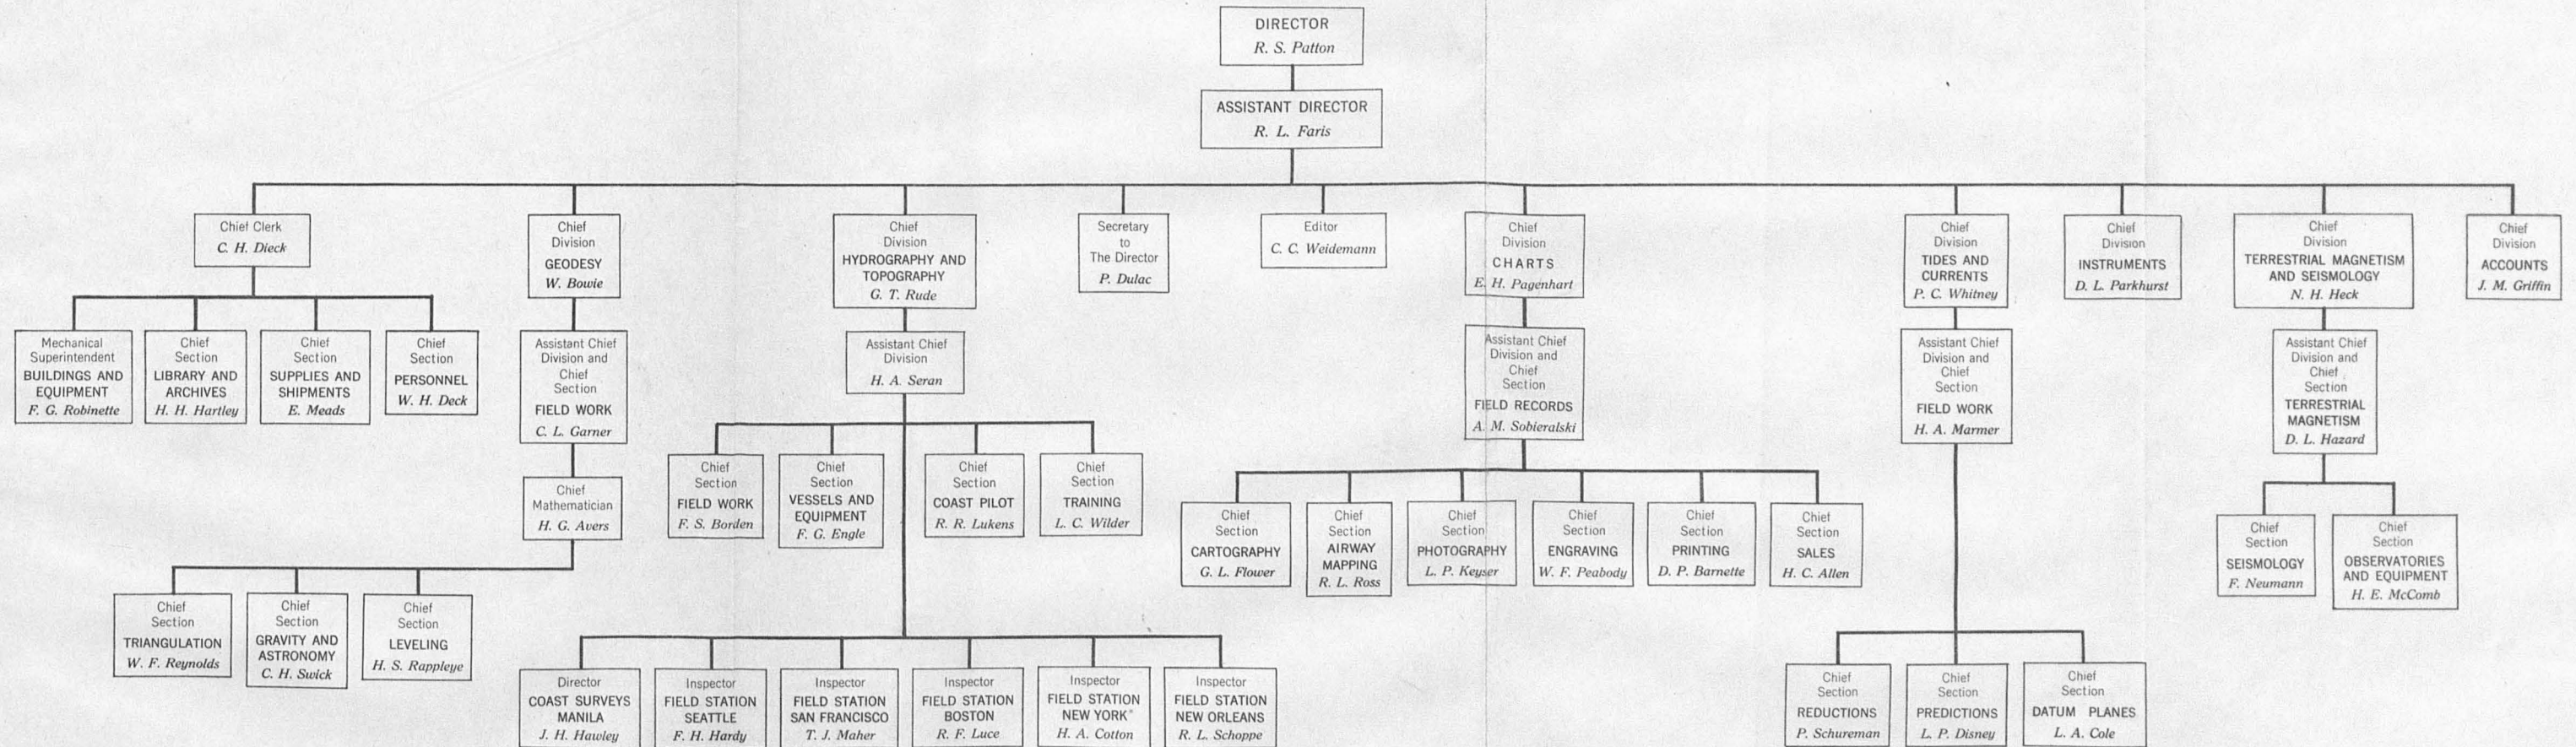 DIRECTOR
R. S. Patton
ASSISTANT DIRECTOR
R. L. Faris
Chief Clerk
C. H. Dieck
Chief
Division
GEODESY
W. Bowie
Chief
Division
HYDROGRAPHY AND
TOPOGRAPHY
G. T. Rude
Secretary
to
The Director
P. Dulac
Editor
C. C. Weidemann
Chief
Division
CHARTS
E. H. Pagenhart
Chief
Division
TIDES AND
CURRENTS
P. C. Whitney
Chief
Division
INSTRUMENTS
D. L. Parkhurst
Chief
Division
TERRESTRIAL MAGNETISM
AND SEISMOLOGY
N. H. Heck
Chief
Division
ACCOUNTS
J. M. Griffin
Mechanical
Superintendent
BUILDINGS AND
EQUIPMENT
F. G. Robinette
Chief
Section
LIBRARY AND
ARCHIVES
H. H. Hartley
Chief
Section
SUPPLIES AND
SHIPMENTS
E. Meads
Chief
Section
PERSONNEL
W. H. Deck
Assistant Chief
Division and
Chief
Section
FIELD WORK
C. L. Garner
Assistant Chief
Division
H. A. Seran
Assistant Chief
Division and
Chief
Section
FIELD RECORDS
A. M. Sobieralski
Assistant Chief
Division and
Chief
Section
FIELD WORK
H. A. Marmer
Assistant Chief
Division and
Chief
Section
TERRESTRIAL
MAGNETISM
D. L. Hazard
Chief
Mathematician
H. G. Avers
Chief
Section
FIELD WORK
F. S. Borden
Chief
Section
VESSELS AND
EQUIPMENT
F. G. Engle
Chief
Section
COAST PILOT
R. R. Lukens
Chief
Section
TRAINING
L. C. Wilder
Chief
Section
CARTOGRAPHY
G. L. Flower
Chief
Section
AIRWAY
MAPPING
R. L. Ross
Chief
Section
PHOTOGRAPHY
L. P. Keyser
Chief
Section
ENGRAVING
W. F. Peabody
Chief
Section
PRINTING
D. P. Barnette
Chief
Section
SALES
H. C. Allen
Chief
Section
SEISMOLOGY
F. Neumann
Chief
Section
OBSERVATORIES
AND EQUIPMENT
H. E. McComb
Chief
Section
TRIANGULATION
W. F. Reynolds
Chief
Section
GRAVITY AND
ASTRONOMY
C. H. Swick
Chief
Section
LEVELING
H. S. Rappleye
Director
COAST SURVEYS
MANILA
J. H. Hawley
Inspector
FIELD STATION
SEATTLE
F. H. Hardy
Inspector
FIELD STATION
SAN FRANCISCO
T. J. Maher
Inspector
FIELD STATION
BOSTON
R. F. Luce
Inspector
FIELD STATION
NEW YORK
H. A. Cotton
Inspector
FIELD STATION
NEW ORLEANS
R. L. Schoppe
Chief
Section
REDUCTIONS
P. Schureman
Chief
Section
PREDICTIONS
L. P. Disney
Chief
Section
DATUM PLANES
L. A. Cole